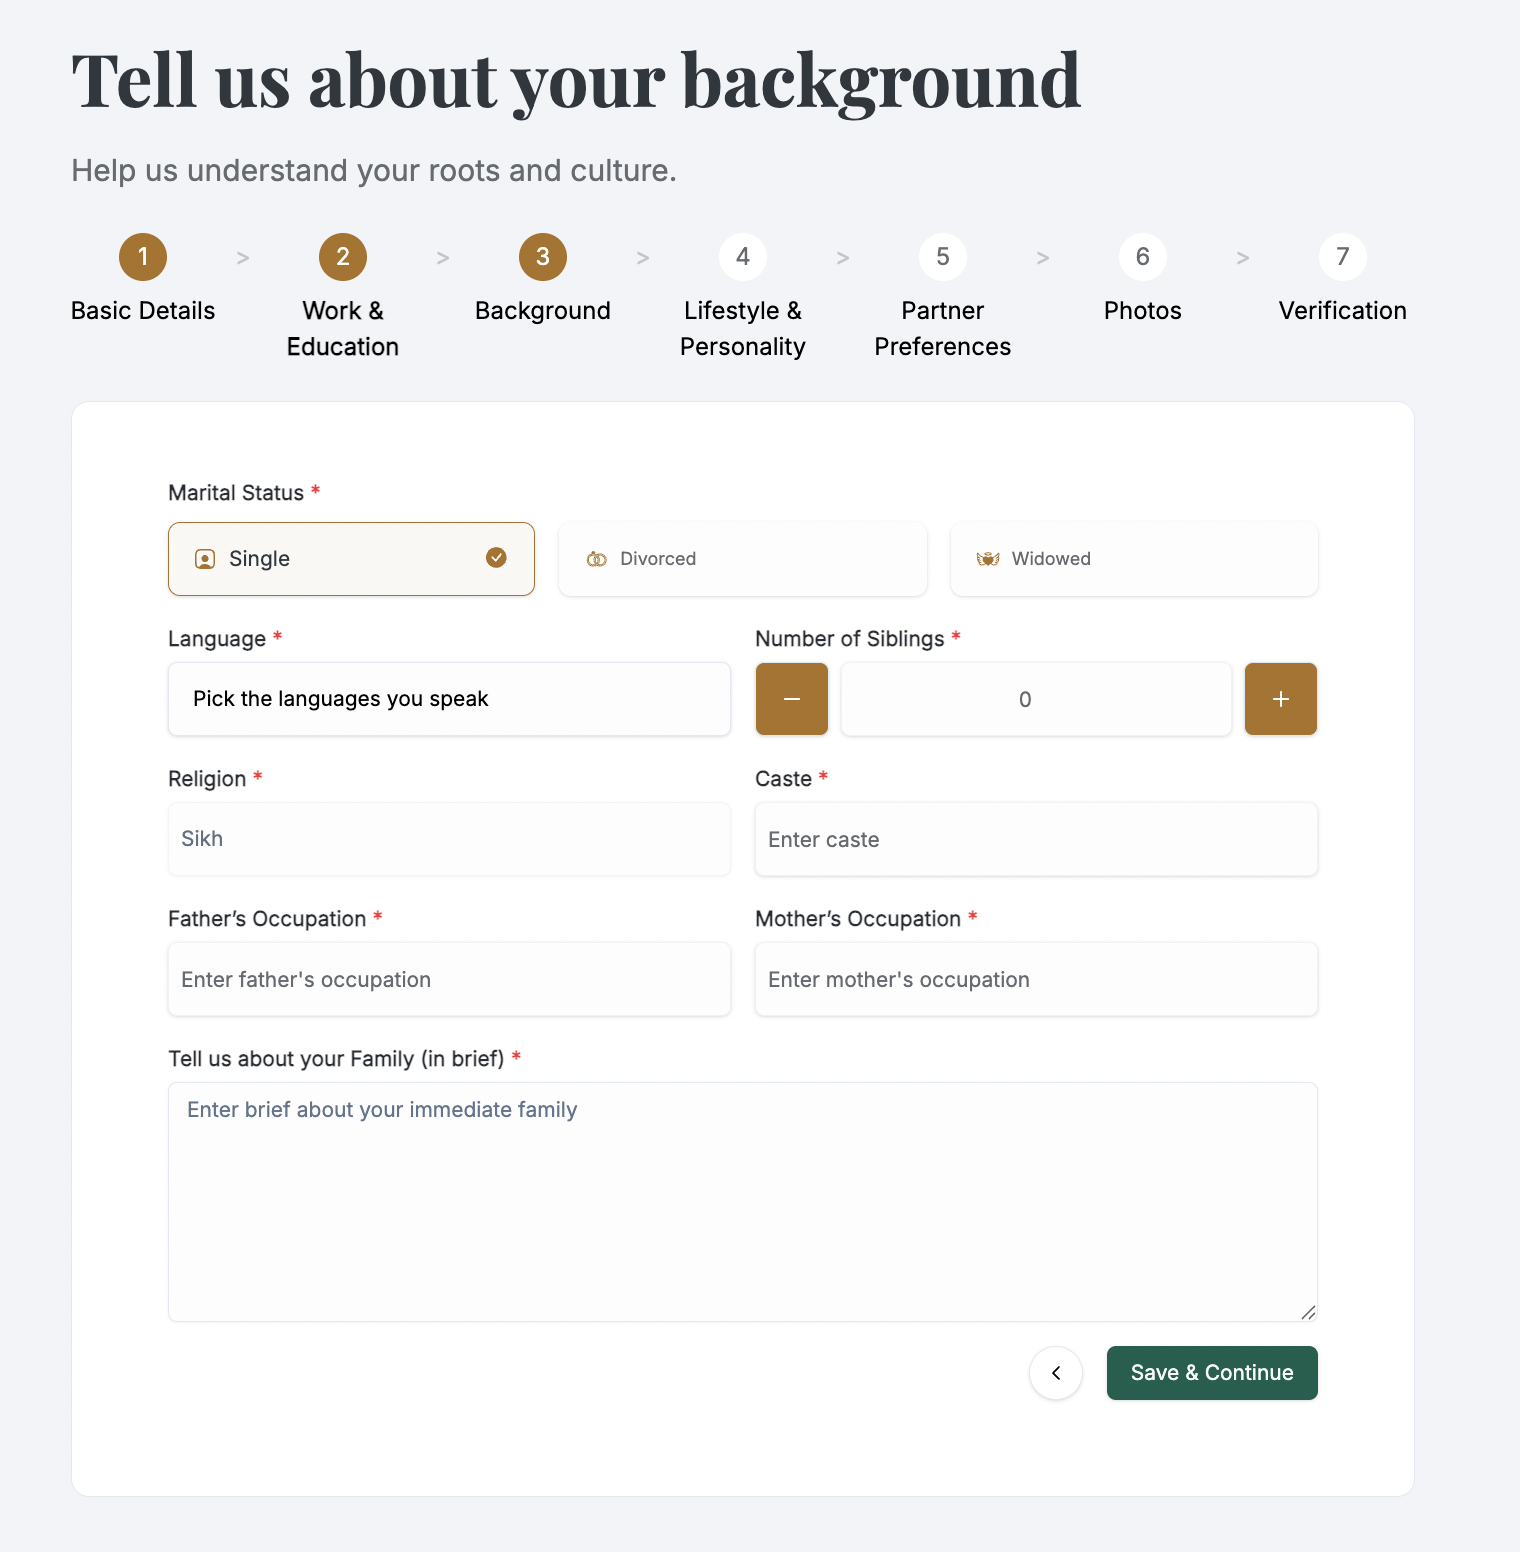 Tell us about your background
Help us understand your roots and culture.
1 > 2 > 3 > 4 > 5 > 6 > 7
Basic Details
Work &
Education
Background
Lifestyle &
Personality
Partner
Preferences
Photos
Verification
Marital Status *
Single
Divorced
Widowed
Language *
Pick the languages you speak
Number of Siblings *
− 0 +
Religion *
Sikh
Caste *
Enter caste
Father’s Occupation *
Enter father's occupation
Mother’s Occupation *
Enter mother's occupation
Tell us about your Family (in brief) *
Enter brief about your immediate family
Save & Continue